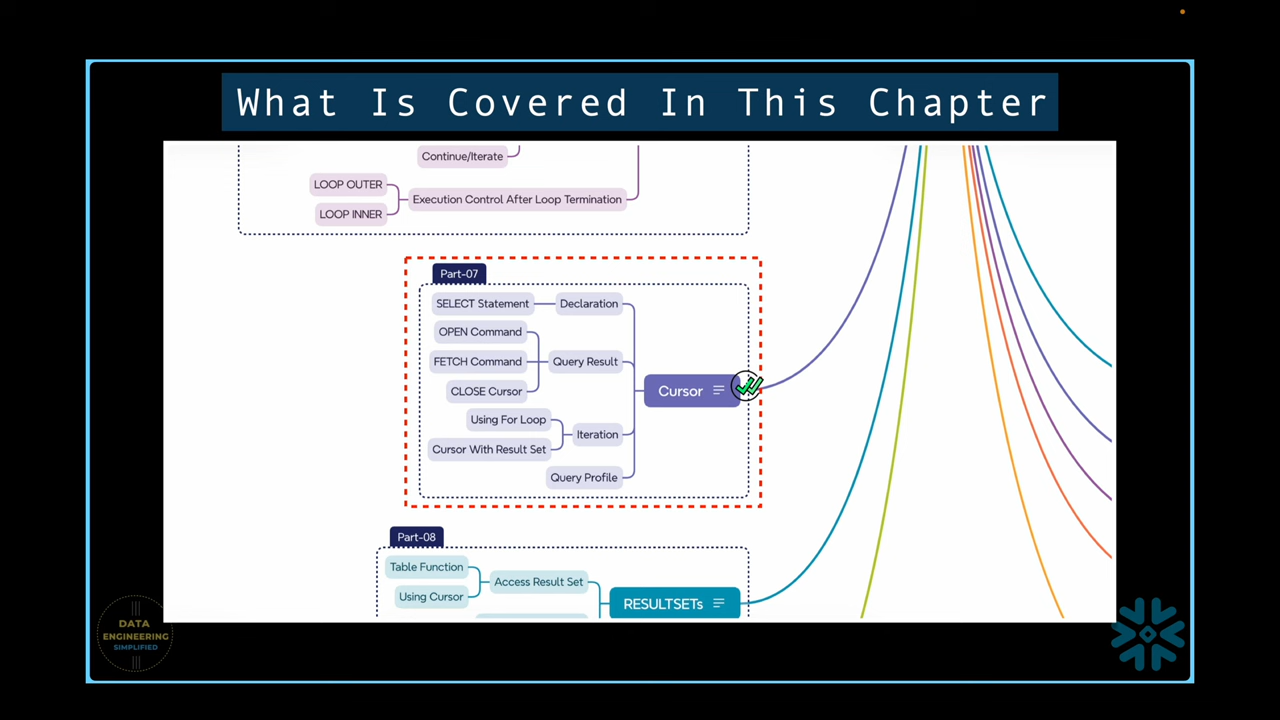 What Is Covered In This Chapter
Continue/Iterate
LOOP OUTER
Execution Control After Loop Termination
LOOP INNER
Part-07
SELECT Statement
Declaration
OPEN Command
FETCH Command
Query Result
CLOSE Cursor
Cursor
Using For Loop
Iteration
Cursor With Result Set
Query Profile
Part-08
Table Function
Access Result Set
Using Cursor
RESULTSETs
DATA
ENGINEERING
SIMPLIFIED